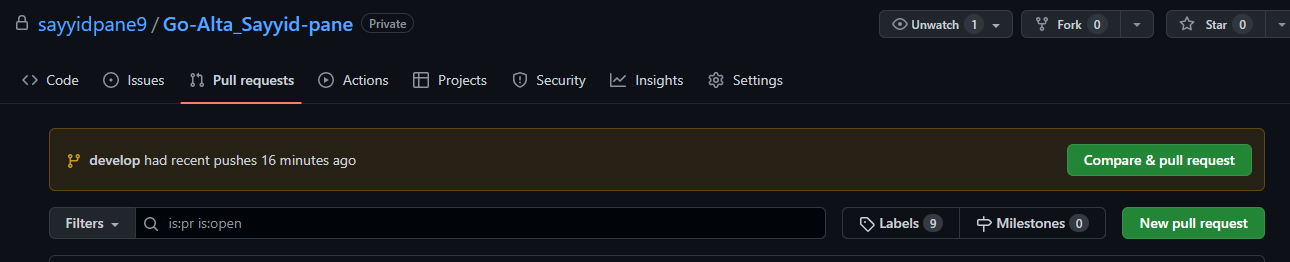 sayyidpane9 / Go-Alta_Sayyid-pane Private Unwatch 1 Fork 0 Star 0
Code Issues Pull requests Actions Projects Security Insights Settings
develop had recent pushes 16 minutes ago Compare & pull request
Filters is:pr is:open Labels 9 Milestones 0 New pull request